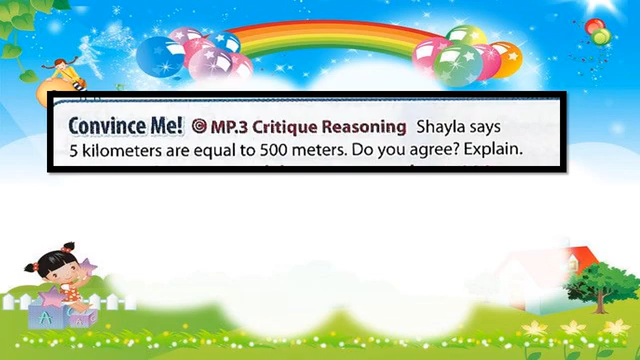 Convince Me! © MP.3 Critique Reasoning Shayla says
5 kilometers are equal to 500 meters. Do you agree? Explain.
A
A